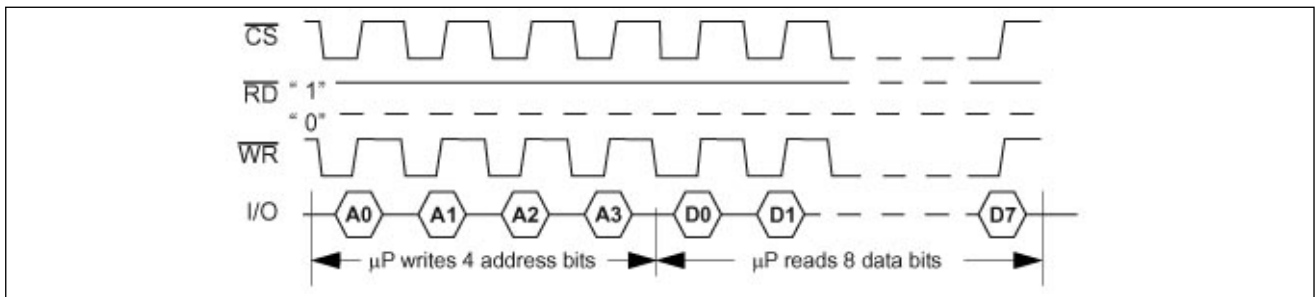 CS
RD “ 1”
“ 0”
WR
I/O A0 A1 A2 A3 D0 D1 D7
μP writes 4 address bits μP reads 8 data bits